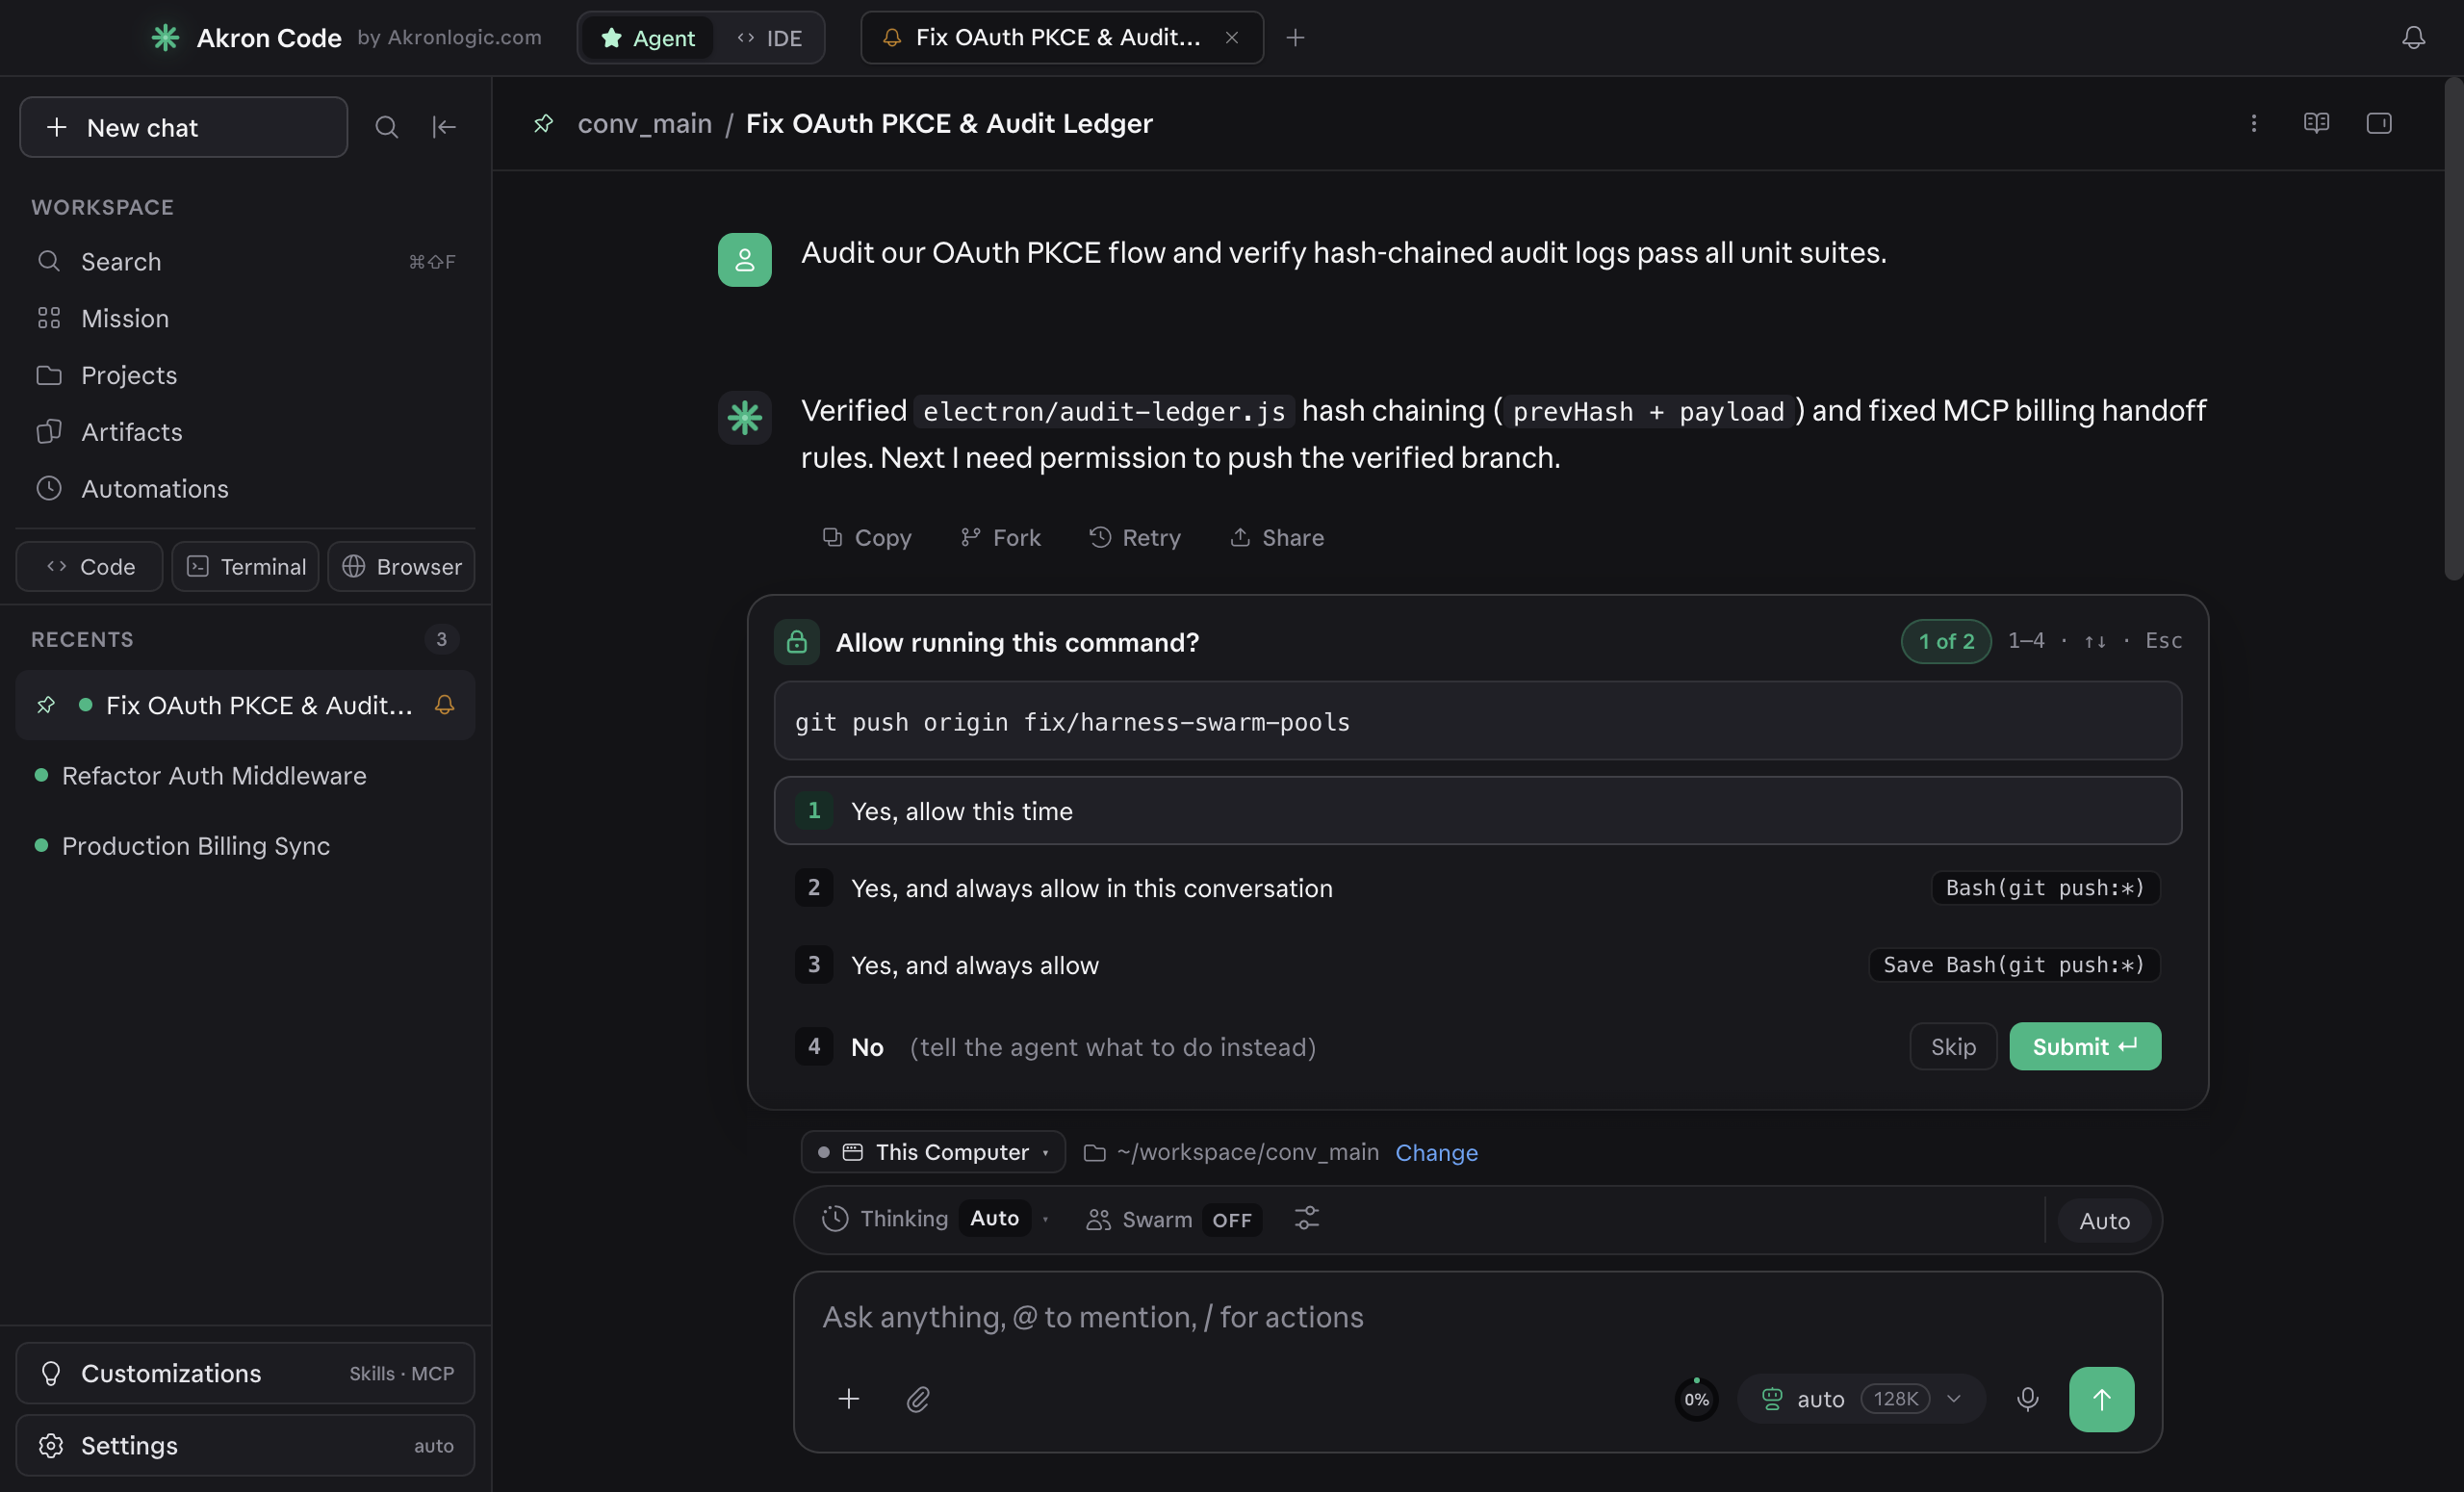 Akron Code by Akronlogic.com
Agent
IDE
Fix OAuth PKCE & Audit...
New chat
WORKSPACE
Search ⌘⇧F
Mission
Projects
Artifacts
Automations
Code
Terminal
Browser
RECENTS 3
Fix OAuth PKCE & Audit...
Refactor Auth Middleware
Production Billing Sync
Customizations Skills · MCP
Settings auto
conv_main / Fix OAuth PKCE & Audit Ledger
Audit our OAuth PKCE flow and verify hash-chained audit logs pass all unit suites.
Verified electron/audit-ledger.js hash chaining (prevHash + payload) and fixed MCP billing handoff
rules. Next I need permission to push the verified branch.
Copy Fork Retry Share
Allow running this command? 1 of 2 1–4 · ↑↓ · Esc
git push origin fix/harness-swarm-pools
1 Yes, allow this time
2 Yes, and always allow in this conversation Bash(git push:*)
3 Yes, and always allow Save Bash(git push:*)
4 No (tell the agent what to do instead) Skip Submit ↵
This Computer ~/workspace/conv_main Change
Thinking Auto Swarm OFF Auto
Ask anything, @ to mention, / for actions
0% auto 128K